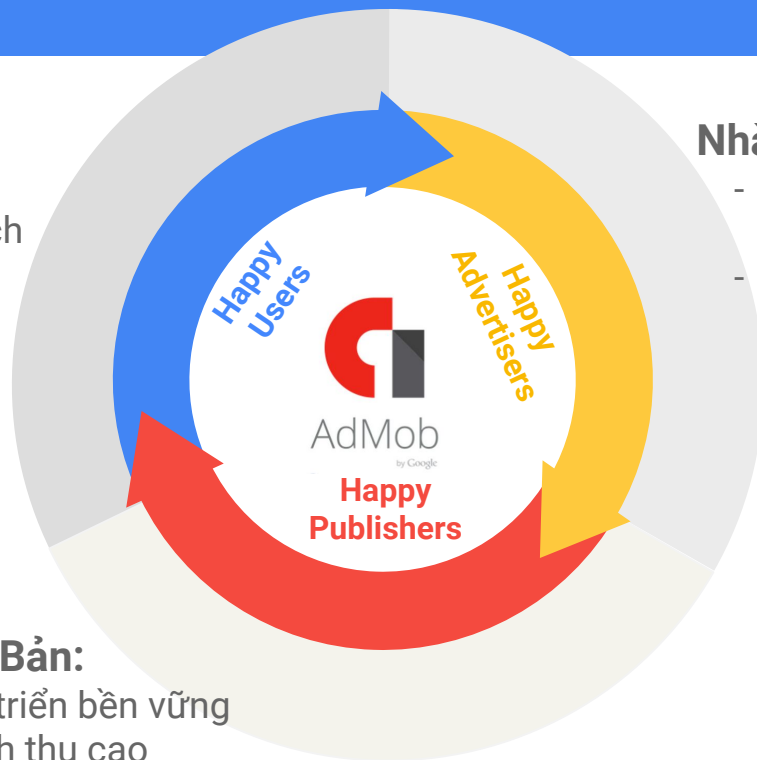 Nhà
-
ch
-
Happy
Users
Happy
Advertisers
AdMob
by Google
Happy
Publishers
Bản:
triển bền vững
h thu cao